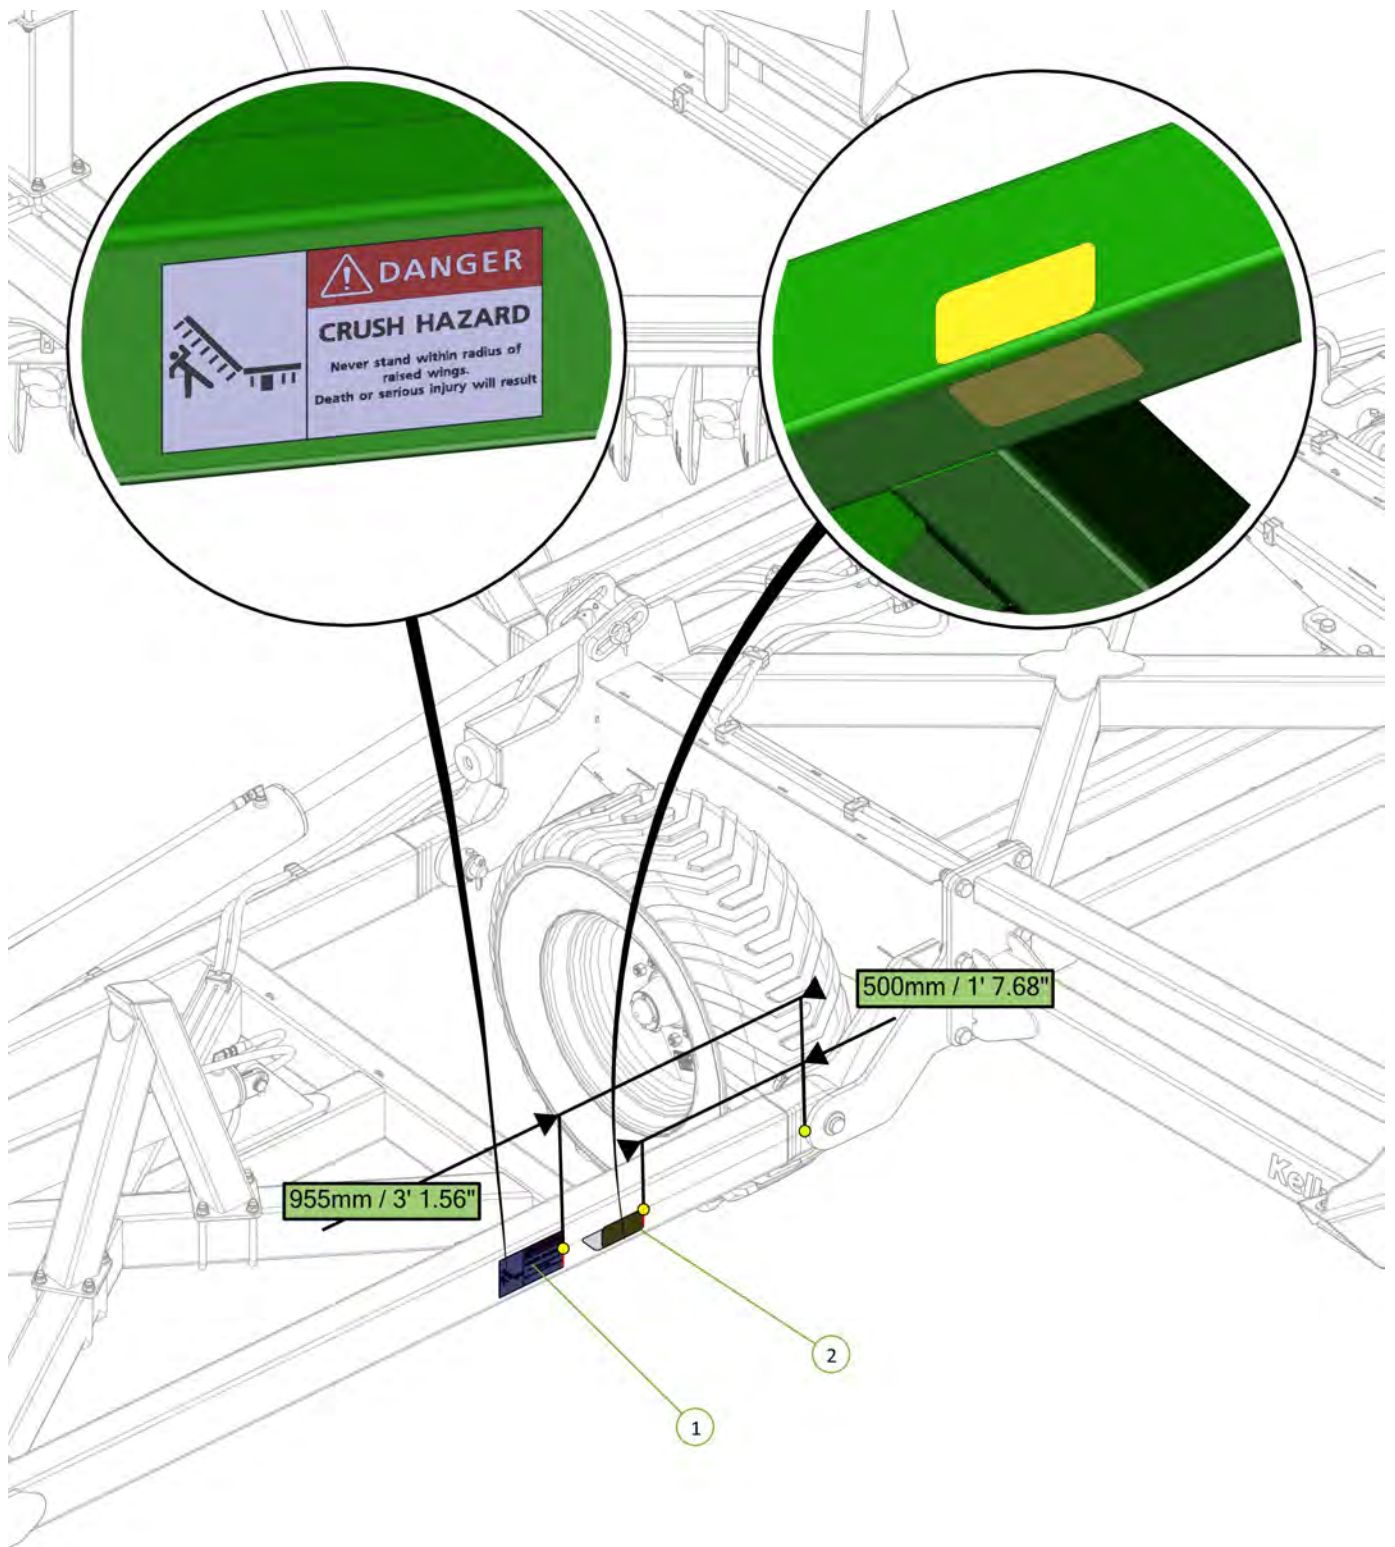 DANGER
CRUSH HAZARD
Never stand within radius of
raised wings.
Death or serious injury will result
500mm / 1' 7.68"
955mm / 3' 1.56"
Kell
2
1